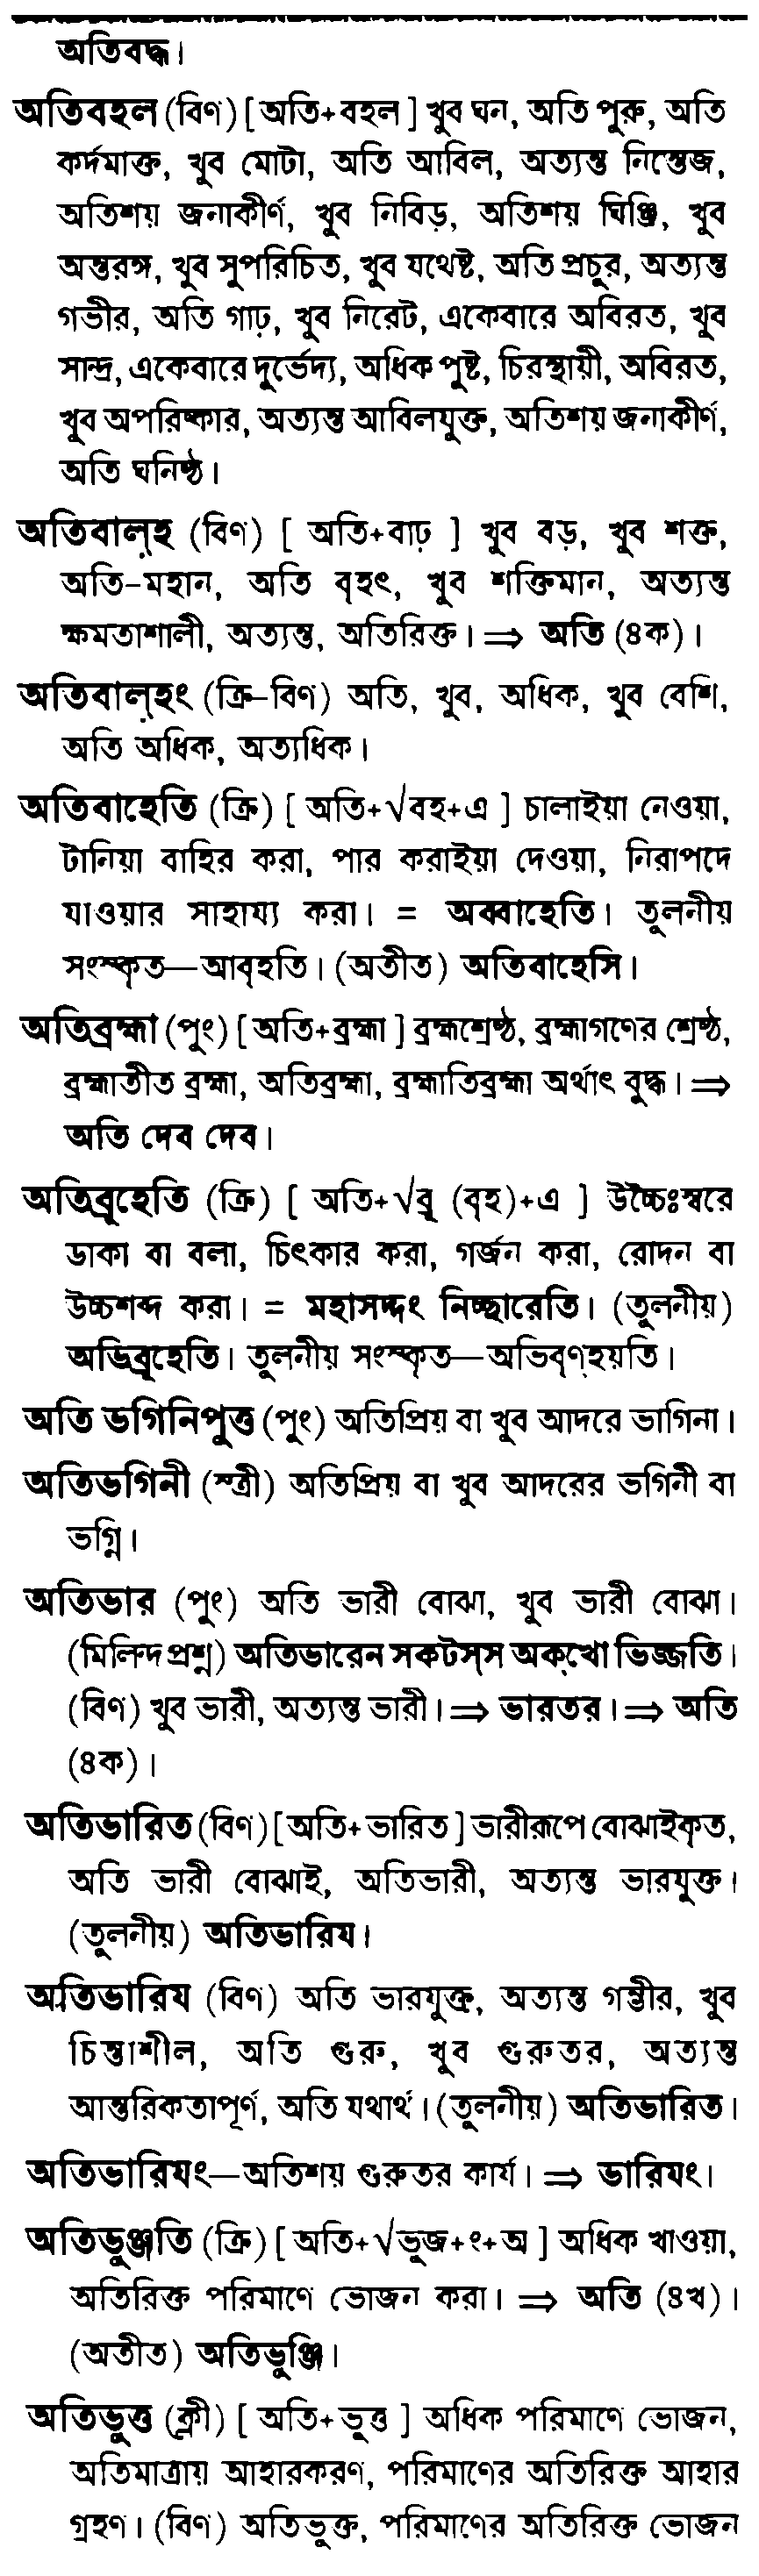 অতিবদ্ধ।
অতিবহল (বিণ) [ অতি+বহল ] খুব ঘন, অতি পুরু, অতি
কর্দমাক্ত, খুব মোটা, অতি আবিল, অত্যন্ত নিস্তেজ,
অতিশয় জনাকীর্ণ, খুব নিবিড়, অতিশয় ঘিঞ্জি, খুব
অন্তরঙ্গ, খুব সুপরিচিত, খুব যথেষ্ট, অতি প্রচুর, অত্যন্ত
গভীর, অতি গাঢ়, খুব নিরেট, একেবারে অবিরত, খুব
সান্দ্র, একেবারে দুর্ভেদ্য, অধিক পুষ্ট, চিরস্থায়ী, অবিরত,
খুব অপরিষ্কার, অত্যন্ত আবিলযুক্ত, অতিশয় জনাকীর্ণ,
অতি ঘনিষ্ঠ।
অতিবাল্‌হ (বিণ) [ অতি+বাঢ় ] খুব বড়, খুব শক্ত,
অতি-মহান, অতি বৃহৎ, খুব শক্তিমান, অত্যন্ত
ক্ষমতাশালী, অত্যন্ত, অতিরিক্ত। ⇒ অতি (৪ক)।
অতিবাল্‌হং (ক্রি-বিণ) অতি, খুব, অধিক, খুব বেশি,
অতি অধিক, অত্যধিক।
অতিবাহেতি (ক্রি) [ অতি+√বহ+এ ] চালাইয়া নেওয়া,
টানিয়া বাহির করা, পার করাইয়া দেওয়া, নিরাপদে
যাওয়ার সাহায্য করা। = অব্বাহেতি। তুলনীয়
সংস্কৃত—আবৃহতি। (অতীত) অতিবাহেসি।
অতিব্রহ্মা (পুং) [ অতি+ব্রহ্মা ] ব্রহ্মশ্রেষ্ঠ, ব্রহ্মাগণের শ্রেষ্ঠ,
ব্রহ্মাতীত ব্রহ্মা, অতিব্রহ্মা, ব্রহ্মাতিব্রহ্মা অর্থাৎ বুদ্ধ। ⇒
অতি দেব দেব।
অতিব্রূহেতি (ক্রি) [ অতি+√ব্রূ (বৃহ)+এ ] উচ্চৈঃস্বরে
ডাকা বা বলা, চিৎকার করা, গর্জন করা, রোদন বা
উচ্চশব্দ করা। = মহাসদ্দং নিচ্ছারেতি। (তুলনীয়)
অভিব্রূহেতি। তুলনীয় সংস্কৃত—অভিবৃণ্‌হয়তি।
অতি ভগিনিপুত্ত (পুং) অতিপ্রিয় বা খুব আদরে ভাগিনা।
অতিভগিনী (স্ত্রী) অতিপ্রিয় বা খুব আদরের ভগিনী বা
ভগ্নি।
অতিভার (পুং) অতি ভারী বোঝা, খুব ভারী বোঝা।
(মিলিন্দ প্রশ্ন) অতিভারেন সকটস্‌স অক্‌খো ভিজ্জতি।
(বিণ) খুব ভারী, অত্যন্ত ভারী। ⇒ ভারতর। ⇒ অতি
(৪ক)।
অতিভারিত (বিণ) [ অতি+ভারিত ] ভারীরূপে বোঝাইকৃত,
অতি ভারী বোঝাই, অতিভারী, অত্যন্ত ভারযুক্ত।
(তুলনীয়) অতিভারিয।
অতিভারিয (বিণ) অতি ভারযুক্ত, অত্যন্ত গম্ভীর, খুব
চিন্তাশীল, অতি গুরু, খুব গুরুতর, অত্যন্ত
আন্তরিকতাপূর্ণ, অতি যথার্থ। (তুলনীয়) অতিভারিত।
অতিভারিযং—অতিশয় গুরুতর কার্য। ⇒ ভারিযং।
অতিভুঞ্জতি (ক্রি) [ অতি+√ভূজ+ং+অ ] অধিক খাওয়া,
অতিরিক্ত পরিমাণে ভোজন করা। ⇒ অতি (৪খ)।
(অতীত) অতিভুঞ্জি।
অতিভুত্ত (ক্লী) [ অতি+ভুত্ত ] অধিক পরিমাণে ভোজন,
অতিমাত্রায় আহারকরণ, পরিমাণের অতিরিক্ত আহার
গ্রহণ। (বিণ) অতিভুক্ত, পরিমাণের অতিরিক্ত ভোজন